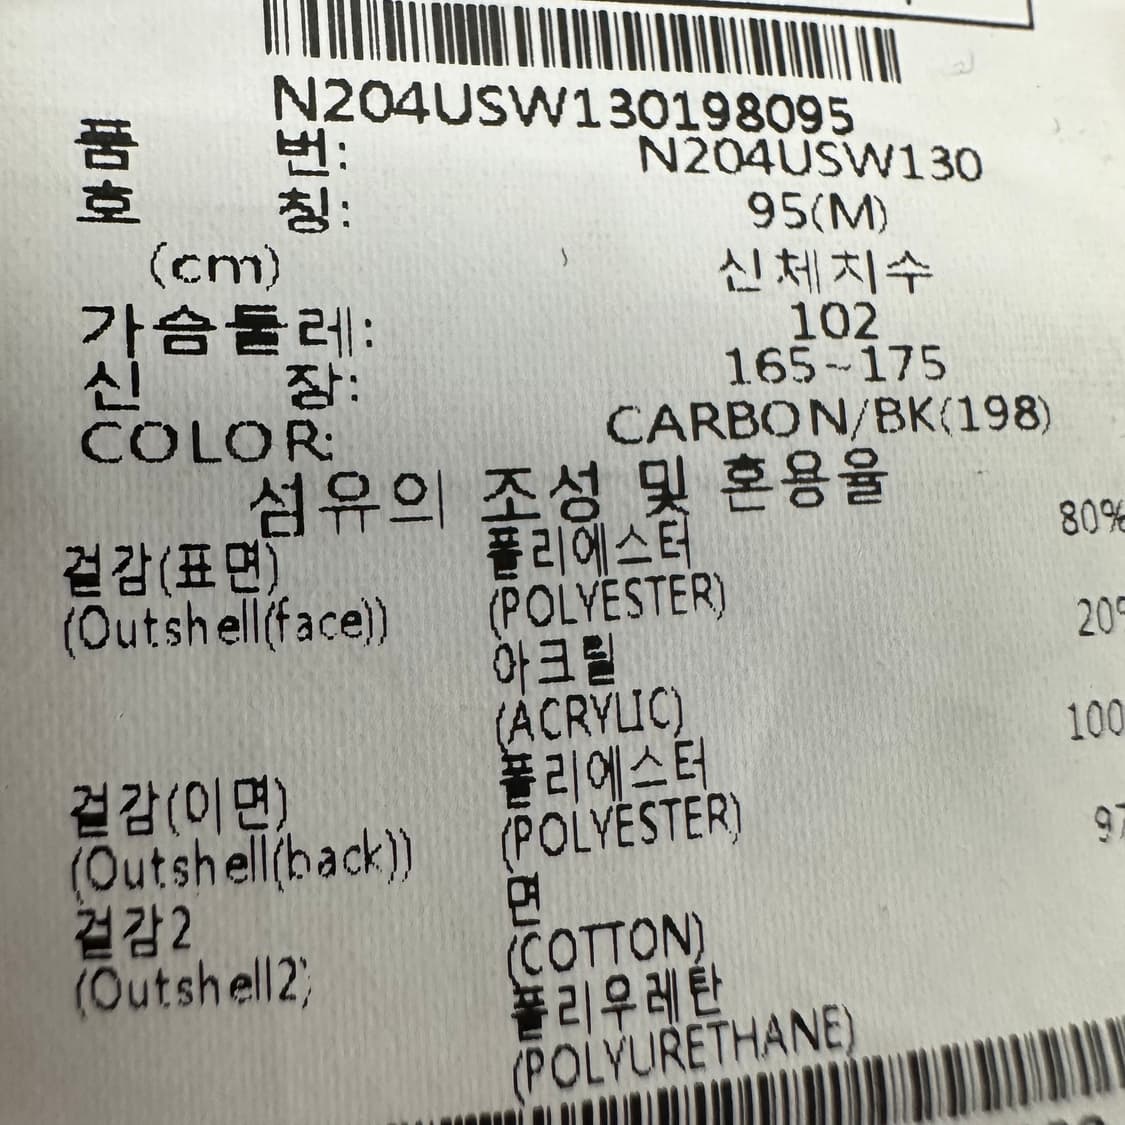 N204USW130198095
품 번: N204USW130
호 칭: 95(M)
(cm) 신체치수
가슴둘레: 102
신 장: 165~175
COLOR: CARBON/BK(198)
섬유의 조성 및 혼용율
겉감(표면) 폴리에스터 80%
(Outshell(face)) (POLYESTER)
아크릴 20%
(ACRYLIC)
폴리에스터 100
겉감(이면) (POLYESTER)
(Outshell(back)) 면 97
겉감2 (COTTON)
(Outshell2) 폴리우레탄
(POLYURETHANE)